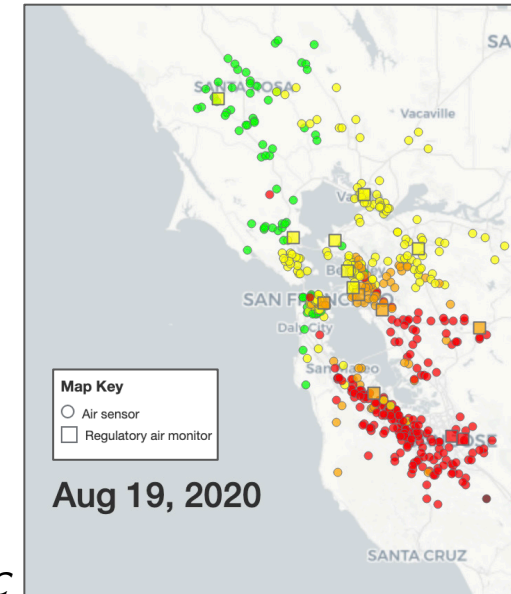 SA
SANTA ROSA
Vacaville
SAN FRANCISCO
Daly City
San Mateo
Map Key
Air sensor
Regulatory air monitor
Aug 19, 2020
SANTA CRUZ